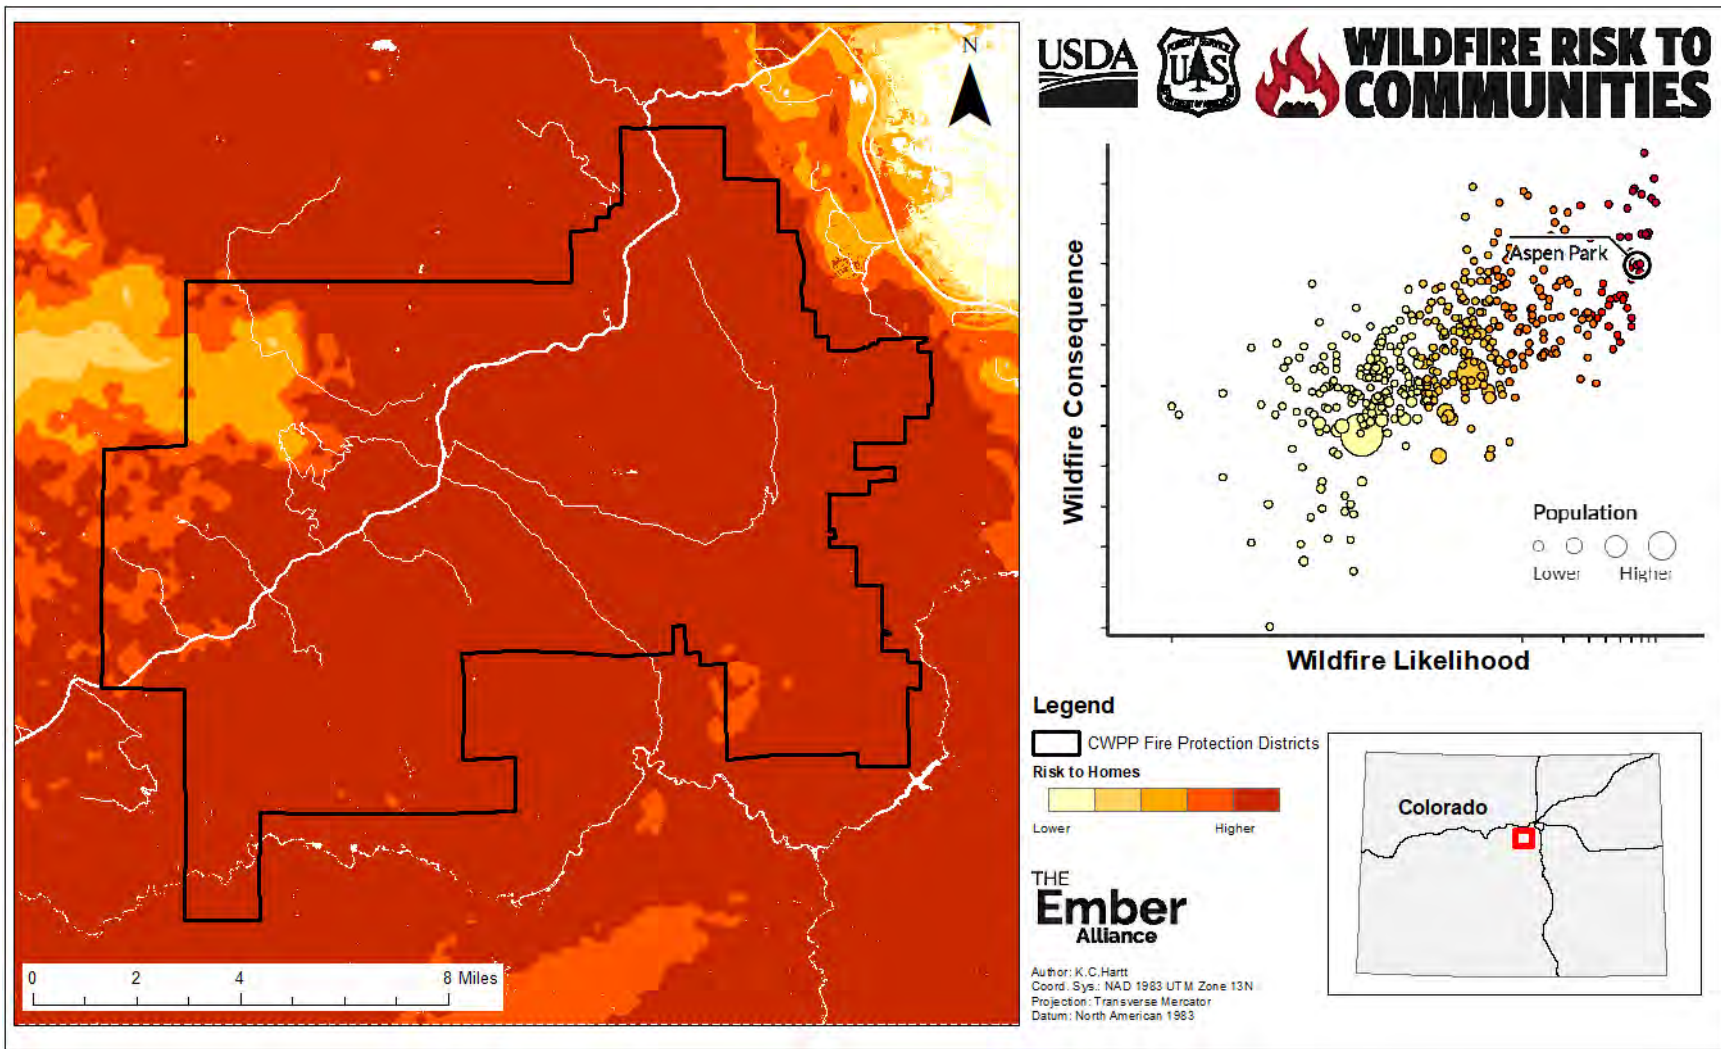 N
0 2 4 8 Miles
USDA
FOREST SERVICE
U S
WILDFIRE RISK TO
COMMUNITIES
Wildfire Consequence
Aspen Park
Population
Lower Higher
Wildfire Likelihood
Legend
CWPP Fire Protection Districts
Risk to Homes
Lower Higher
THE
Ember
Alliance
Author: K.C.Hartt
Coord. Sys.: NAD 1983 UTM Zone 13N
Projection: Transverse Mercator
Datum: North American 1983
Colorado